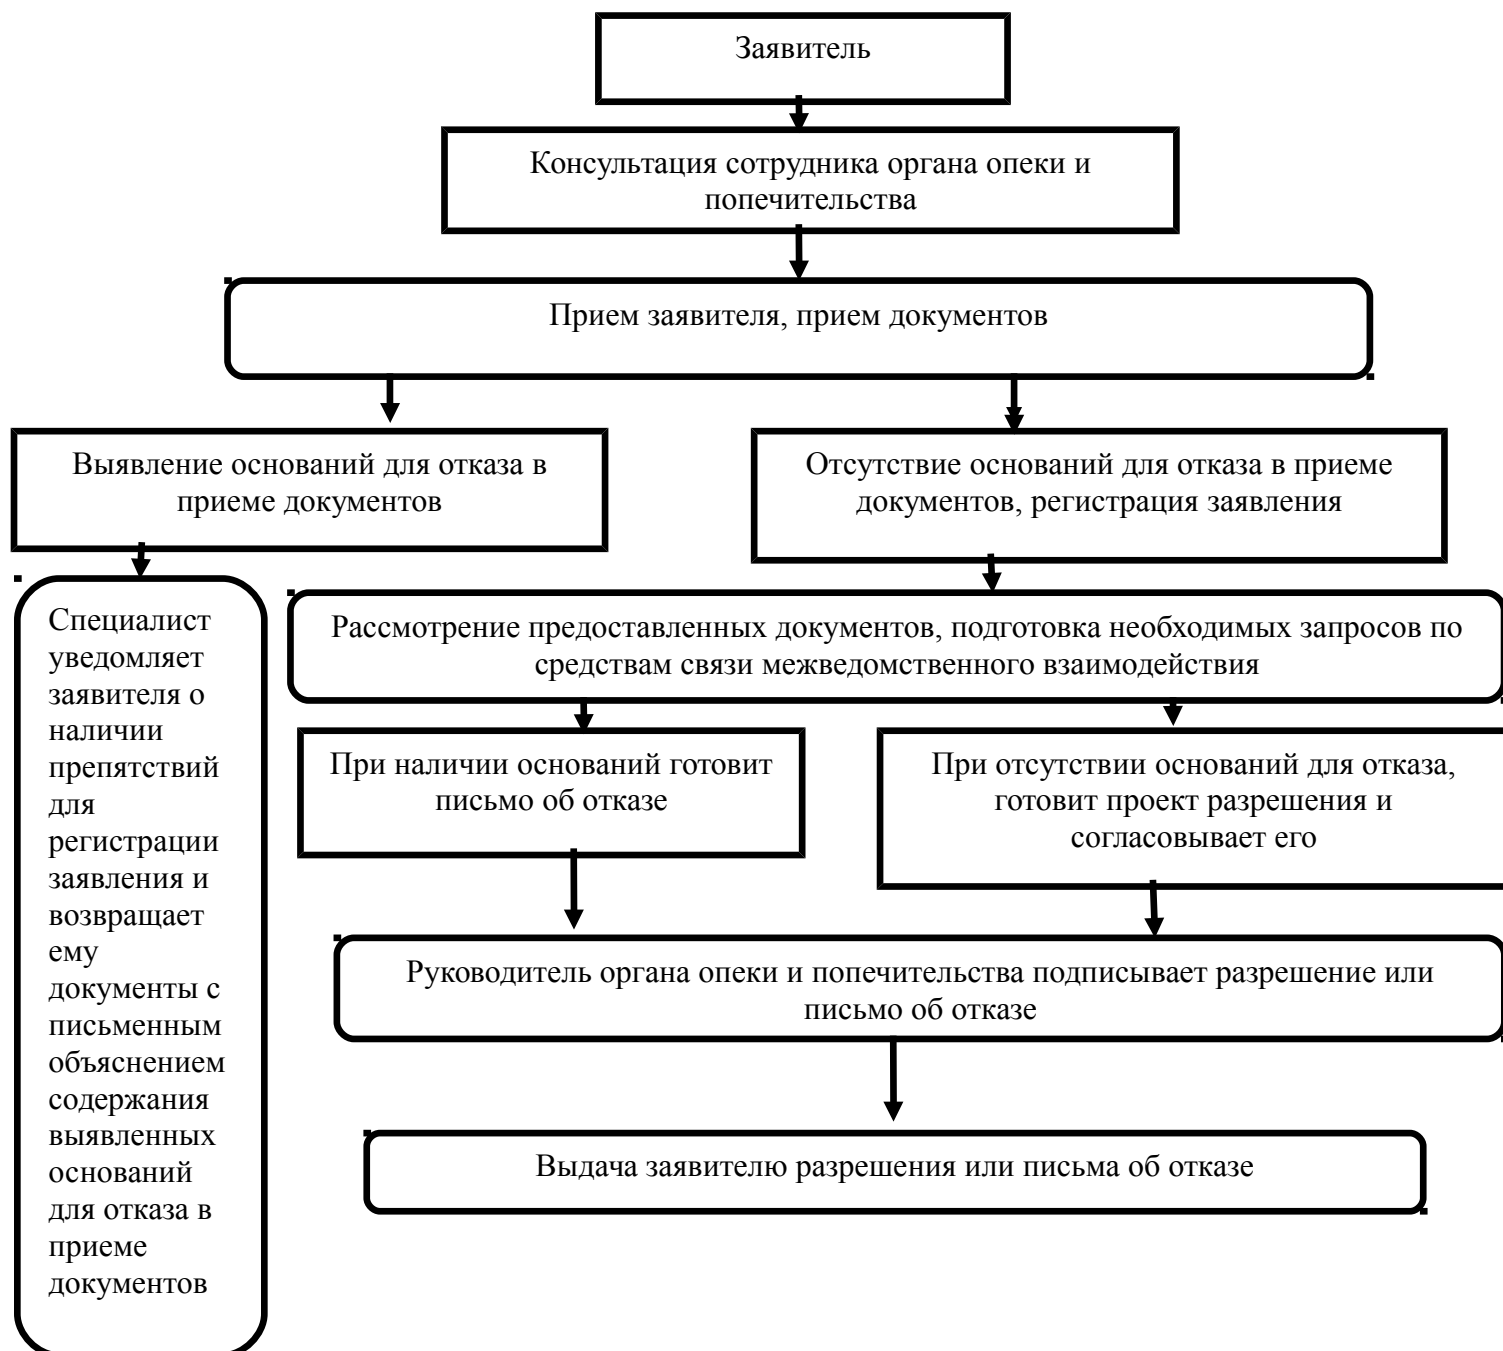 Заявитель
Консультация сотрудника органа опеки и
попечительства
Прием заявителя, прием документов
Выявление оснований для отказа в
приеме документов
Отсутствие оснований для отказа в приеме
документов, регистрация заявления
Специалист
уведомляет
заявителя о
наличии
препятствий
для
регистрации
заявления и
возвращает
ему
документы с
письменным
объяснением
содержания
выявленных
оснований
для отказа в
приеме
документов
Рассмотрение предоставленных документов, подготовка необходимых запросов по
средствам связи межведомственного взаимодействия
При наличии оснований готовит
письмо об отказе
При отсутствии оснований для отказа,
готовит проект разрешения и
согласовывает его
Руководитель органа опеки и попечительства подписывает разрешение или
письмо об отказе
Выдача заявителю разрешения или письма об отказе